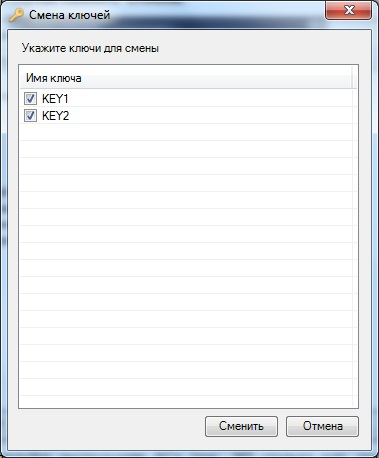 Смена ключей
Укажите ключи для смены
Имя ключа
KEY1
KEY2
Сменить
Отмена